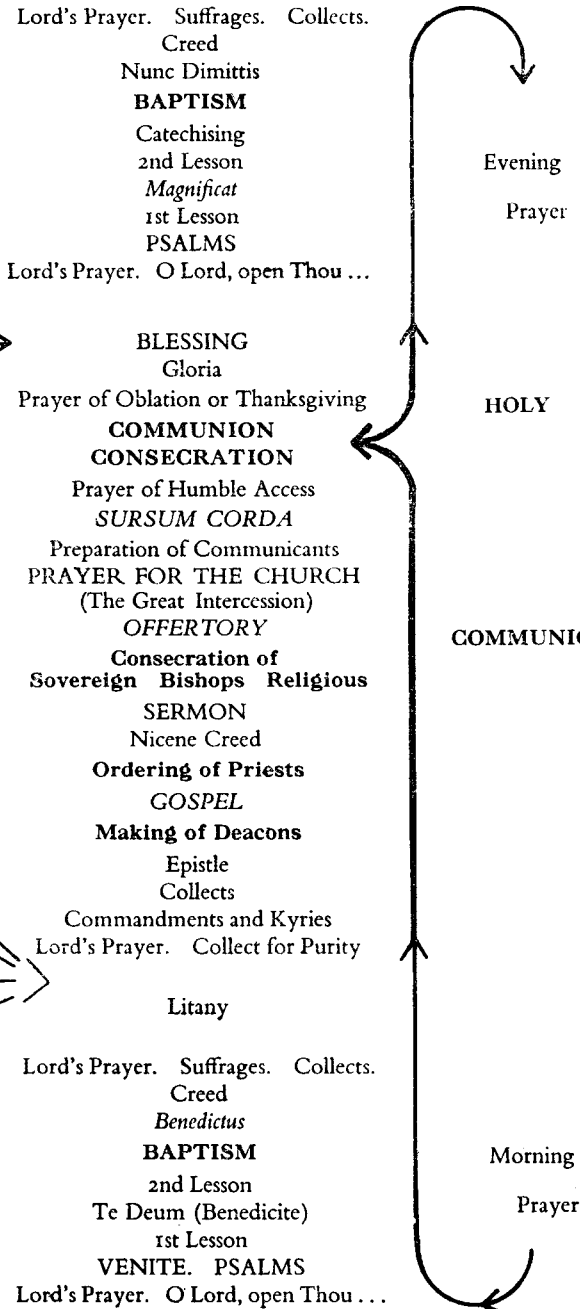 Lord's Prayer. Suffrages. Collects.
Creed
Nunc Dimittis
BAPTISM
Catechising
2nd Lesson
Magnificat
1st Lesson
PSALMS
Lord's Prayer. O Lord, open Thou ...
Evening
Prayer
BLESSING
Gloria
Prayer of Oblation or Thanksgiving
COMMUNION
CONSECRATION
Prayer of Humble Access
SURSUM CORDA
Preparation of Communicants
PRAYER FOR THE CHURCH
(The Great Intercession)
OFFERTORY
Consecration of
Sovereign Bishops Religious
SERMON
Nicene Creed
Ordering of Priests
GOSPEL
Making of Deacons
Epistle
Collects
Commandments and Kyries
Lord's Prayer. Collect for Purity
HOLY
Litany
Lord's Prayer. Suffrages. Collects.
Creed
Benedictus
BAPTISM
2nd Lesson
Te Deum (Benedicite)
1st Lesson
VENITE. PSALMS
Lord's Prayer. O Lord, open Thou ...
Morning
Prayer